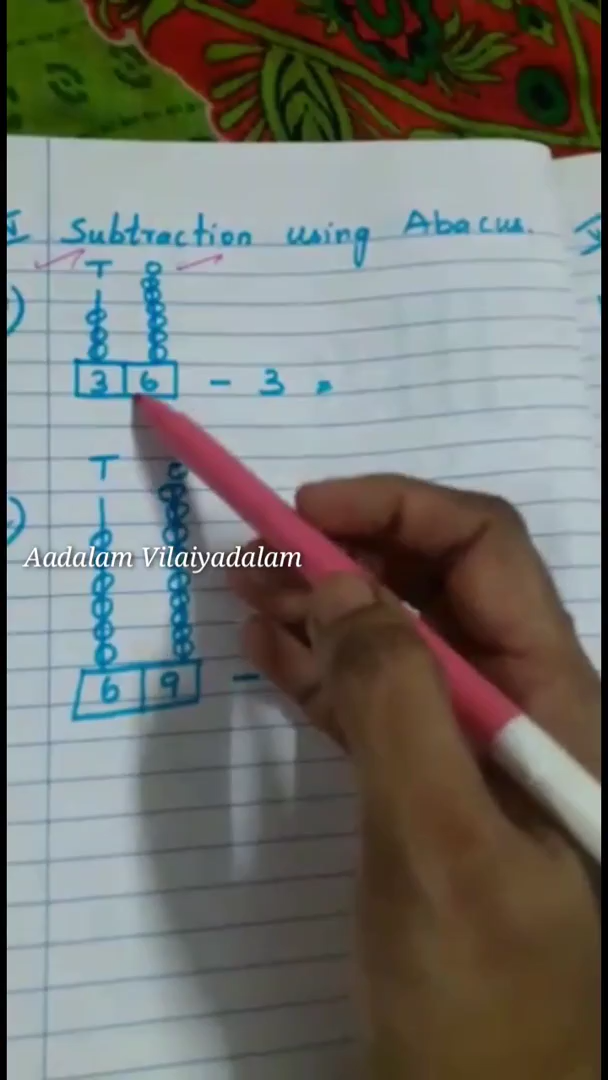 Subtraction using Abacus.
T O
3 6 - 3 =
T O
Aadalam Vilaiyadalam
6 9 -